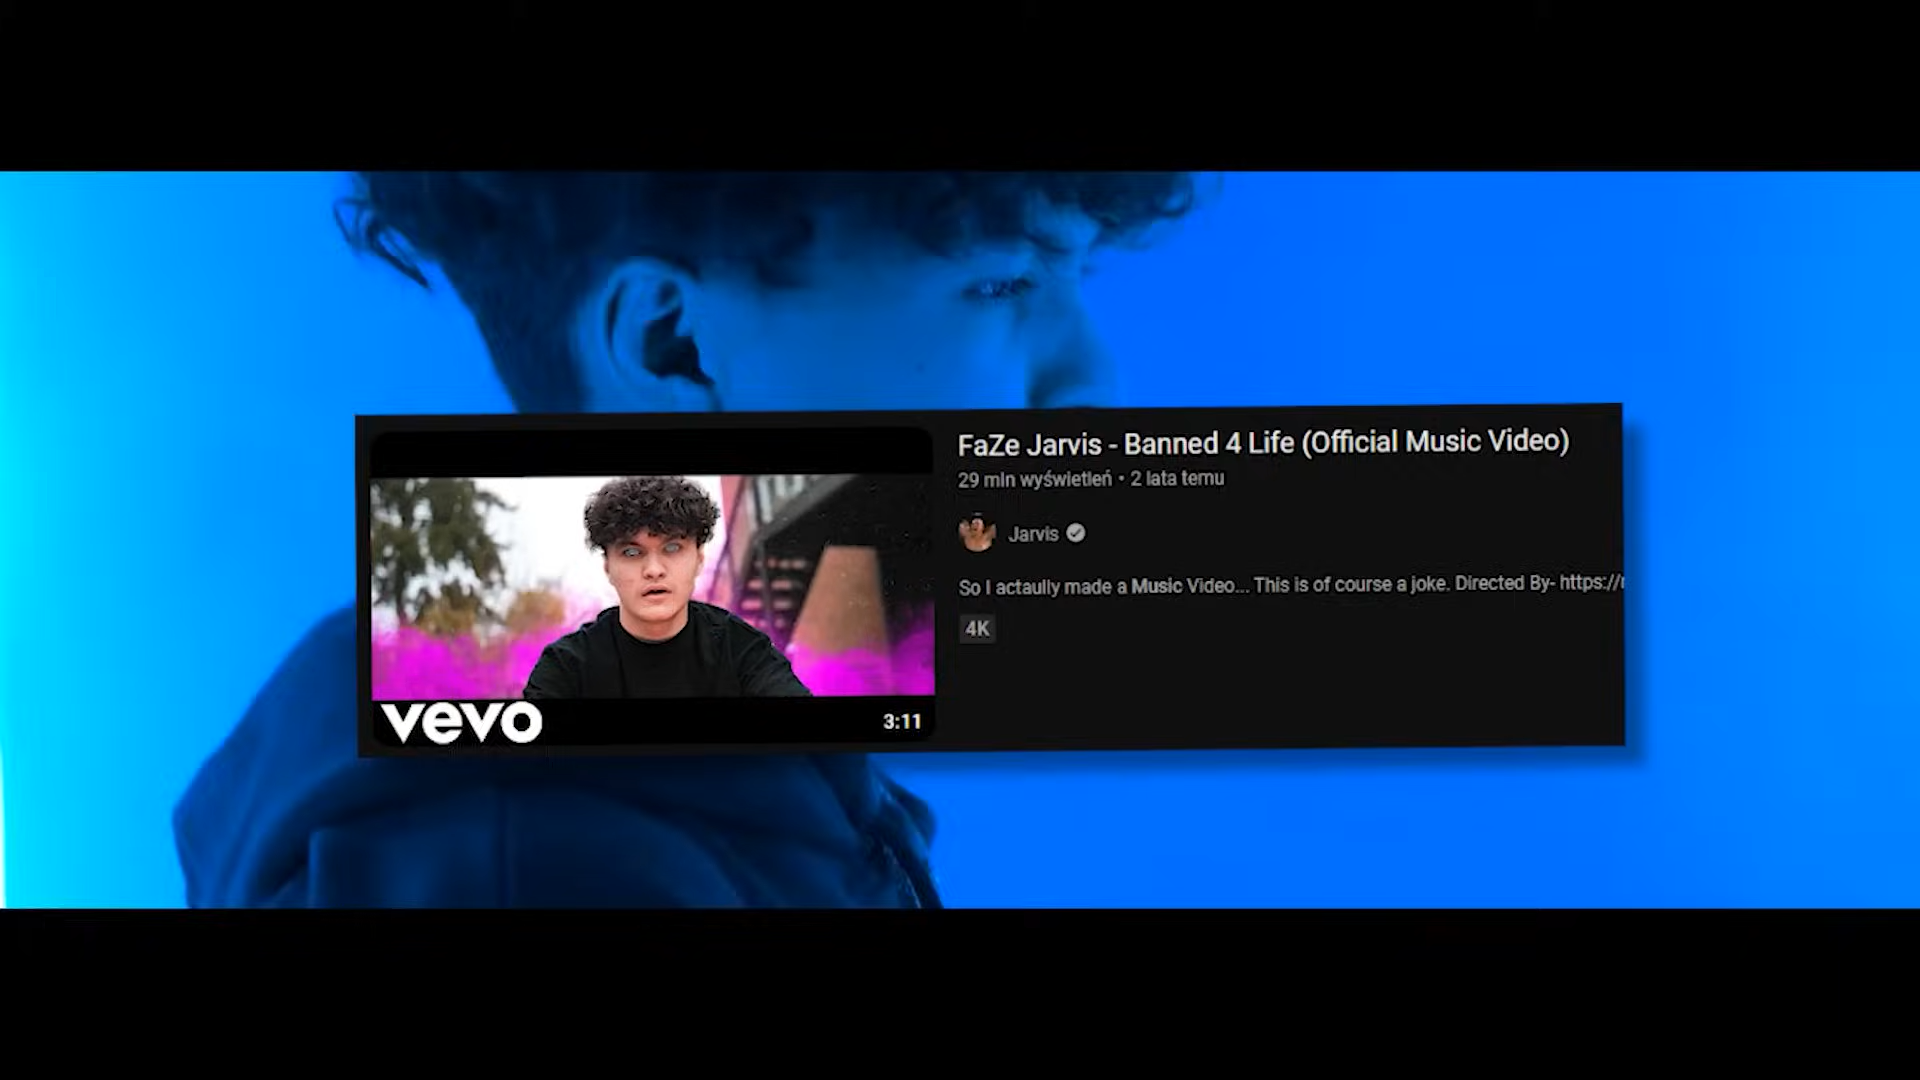 FaZe Jarvis - Banned 4 Life (Official Music Video)
29 mln wyświetleń • 2 lata temu
Jarvis
So I actaully made a Music Video... This is of course a joke. Directed By- https://
4K
vevo
3:11